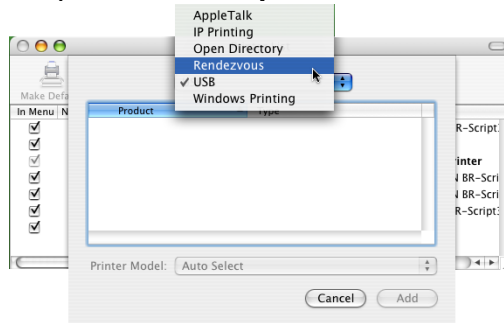 AppleTalk
IP Printing
Open Directory
Rendezvous
✓ USB
Windows Printing
Make Defa
In Menu N
Product Type
R-Script
inter
N BR-Scri
N BR-Scri
R-Script
Printer Model: Auto Select
Cancel Add